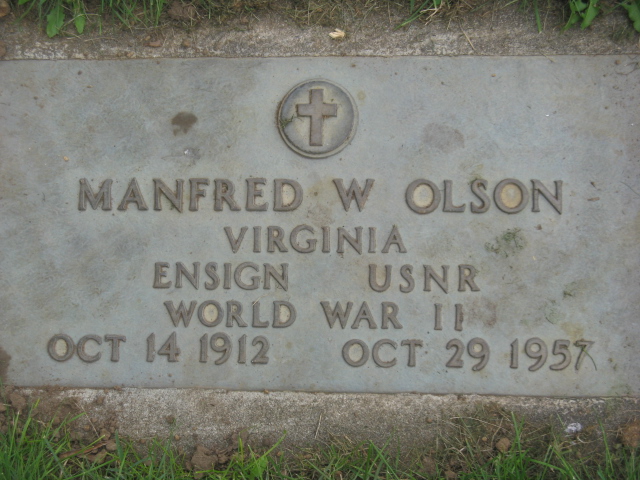 MANFRED W OLSON
VIRGINIA
ENSIGN USNR
WORLD WAR II
OCT 14 1912 OCT 29 1957